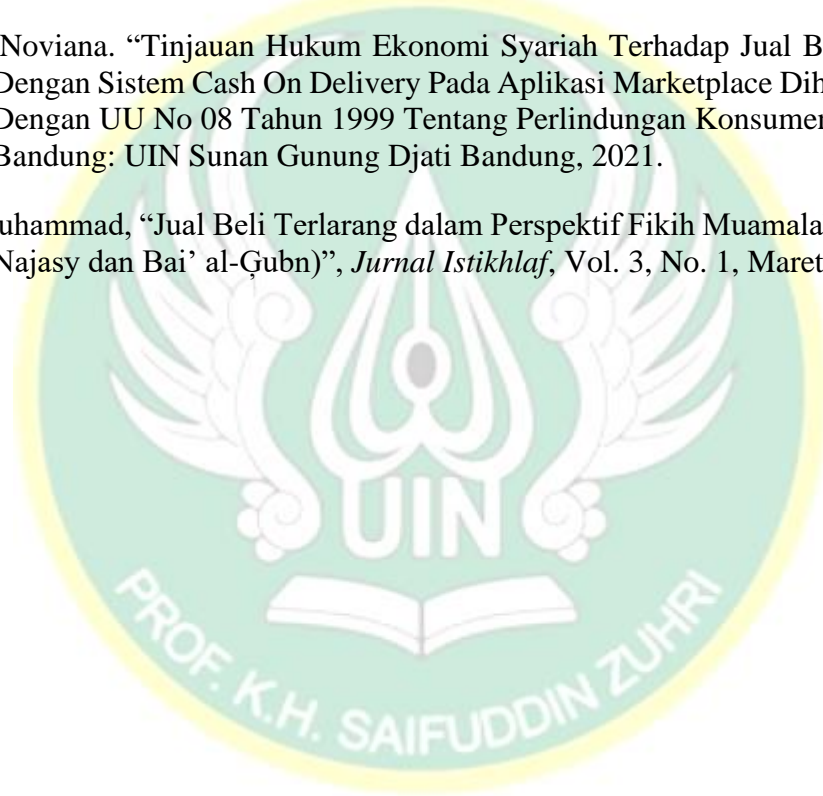 Noviana. “Tinjauan Hukum Ekonomi Syariah Terhadap Jual B
Dengan Sistem Cash On Delivery Pada Aplikasi Marketplace Dih
Dengan UU No 08 Tahun 1999 Tentang Perlindungan Konsumen
Bandung: UIN Sunan Gunung Djati Bandung, 2021.
uhammad, “Jual Beli Terlarang dalam Perspektif Fikih Muamala
Najasy dan Bai’ al-Ģubn)”, Jurnal Istikhlaf, Vol. 3, No. 1, Maret
UIN
PROF. K.H. SAIFUDDIN ZUHRI